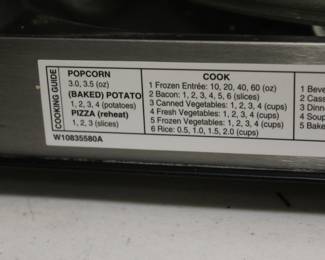 COOKING GUIDE
POPCORN
3.0, 3.5 (oz)
(BAKED) POTATO
1, 2, 3, 4 (potatoes)
PIZZA (reheat)
1, 2, 3 (slices)
W10835580A
COOK
1 Frozen Entrée: 10, 20, 40, 60 (oz)
2 Bacon: 1, 2, 3, 4, 5, 6 (slices)
3 Canned Vegetables: 1, 2, 3, 4 (cups)
4 Fresh Vegetables: 1, 2, 3, 4 (cups)
5 Frozen Vegetables: 1, 2, 3, 4 (cups)
6 Rice: 0.5, 1.0, 1.5, 2.0 (cups)
1 Beve
2 Cass
3 Dinn
4 Soup
5 Bake